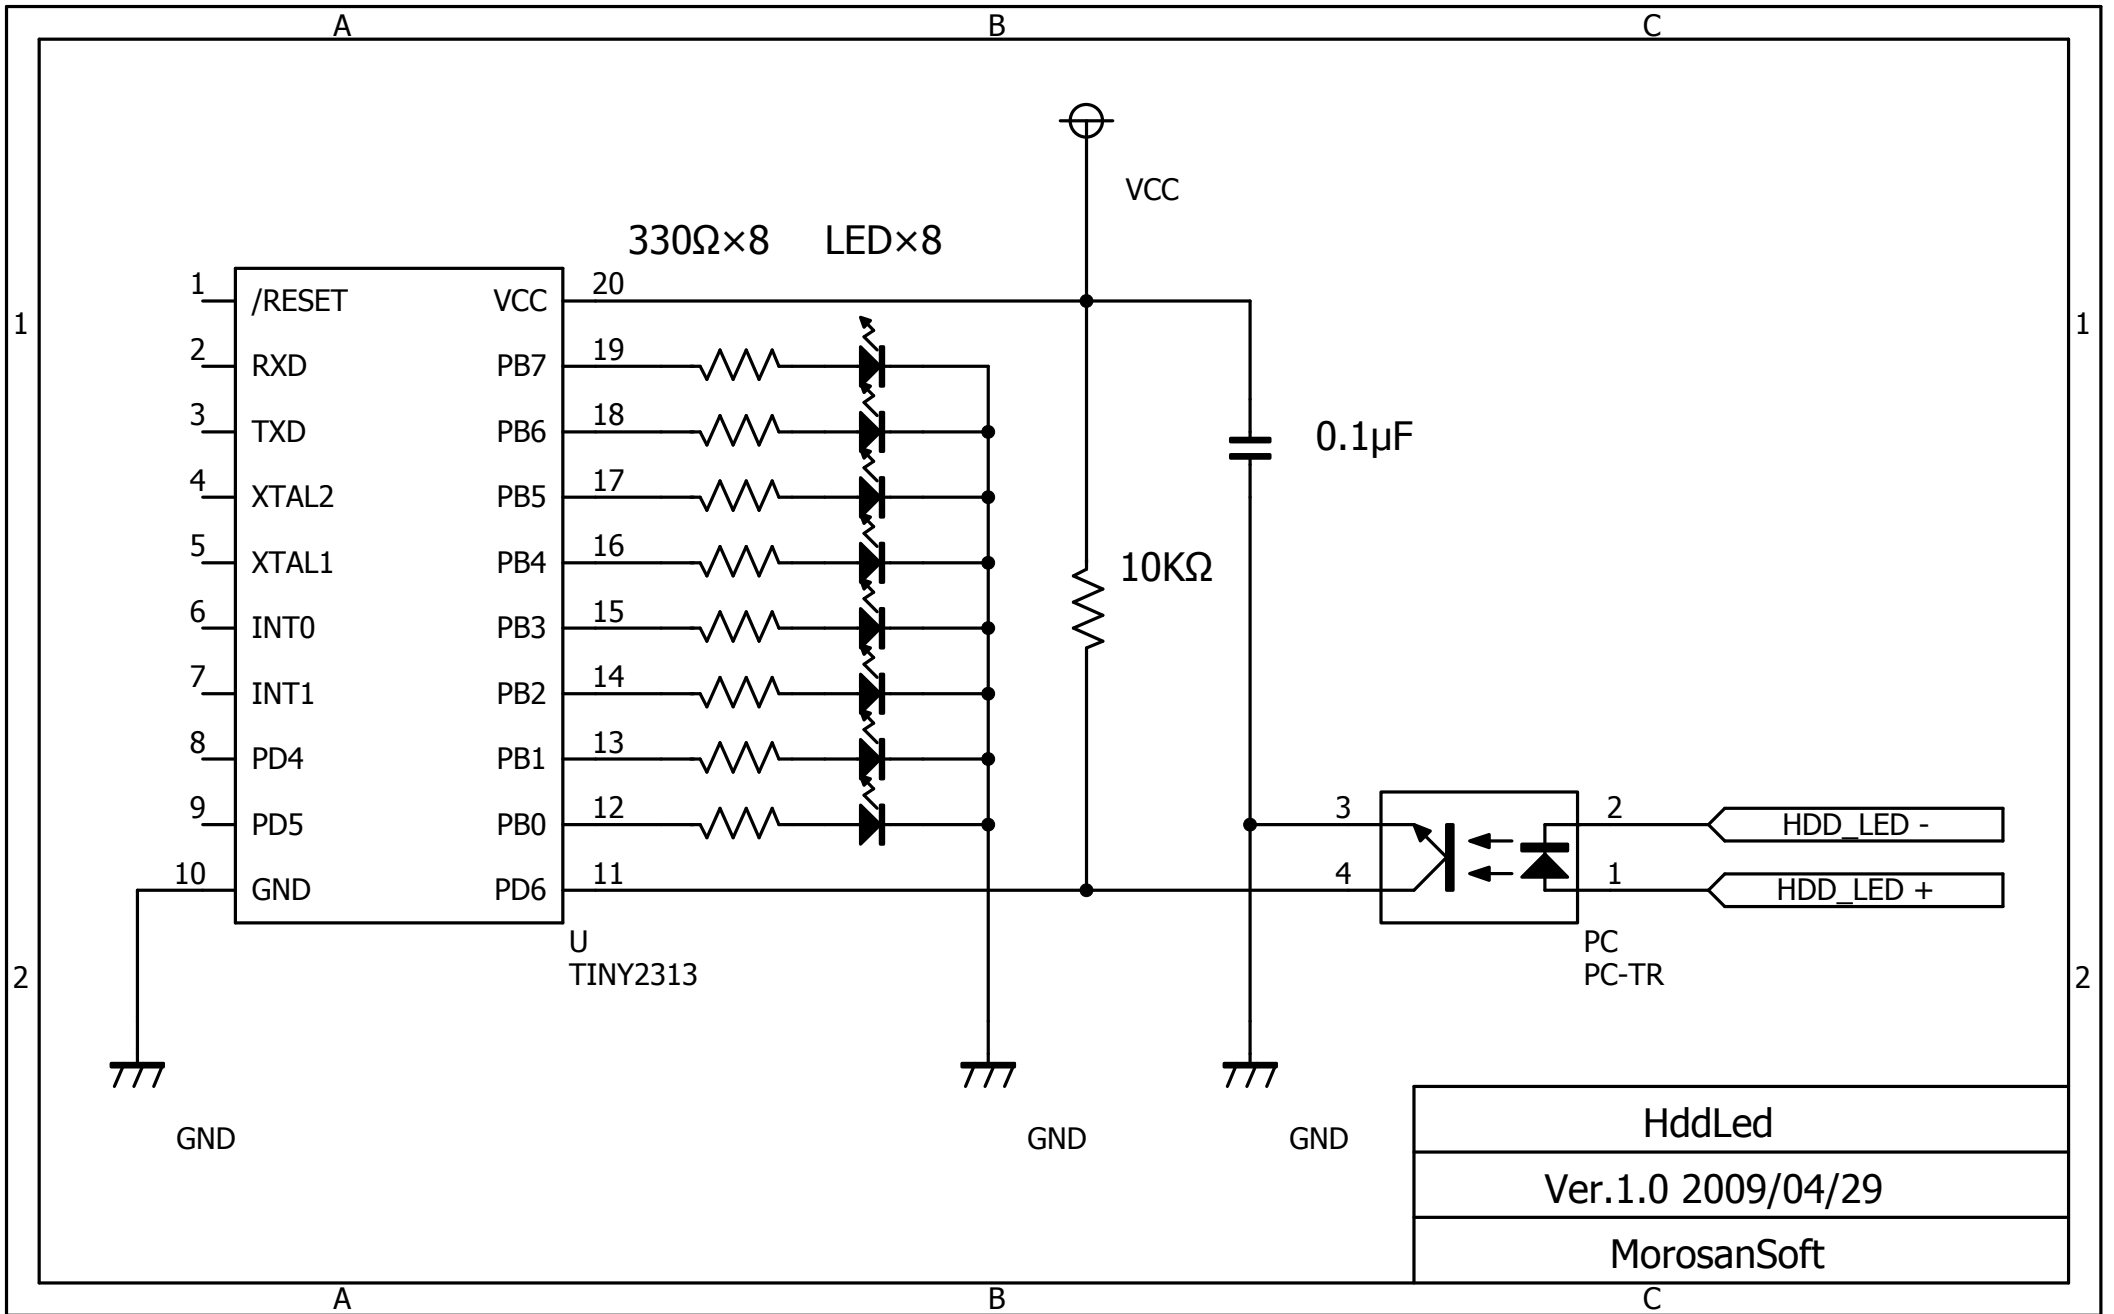 A B C
VCC
330Ω×8 LED×8
1 /RESET VCC 20
1 1
2 RXD PB7 19
3 TXD PB6 18
0.1µF
4 XTAL2 PB5 17
5 XTAL1 PB4 16
10KΩ
6 INT0 PB3 15
7 INT1 PB2 14
8 PD4 PB1 13
9 PD5 PB0 12
3 2 HDD_LED -
10 GND PD6 11
4 1 HDD_LED +
U
TINY2313
PC
PC-TR
2 2
GND GND GND
HddLed
Ver.1.0 2009/04/29
MorosanSoft
A B C